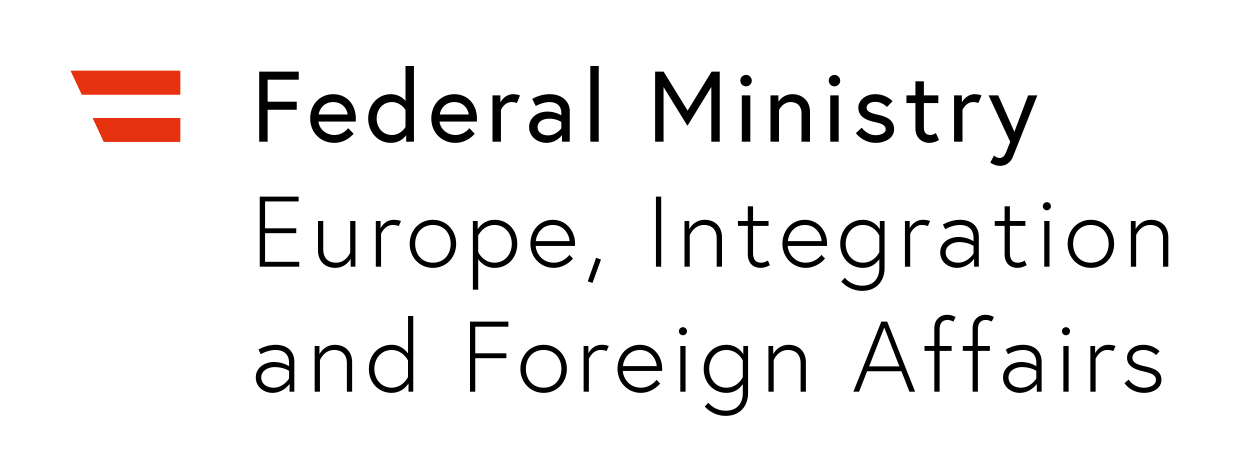 Federal Ministry
Europe, Integration
and Foreign Affairs